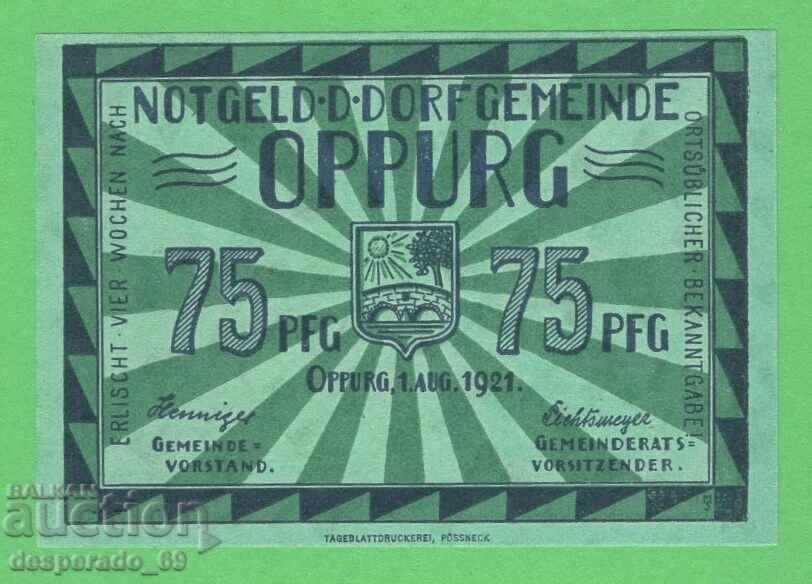 NOTGELD·D·DORFGEMEINDE
OPPURG
ERLISCHT · VIER · WOCHEN NACH
ORTSÜBLICHER · BEKANNTGABE!
75 PFG
75 PFG
OPPURG, 1. AUG. 1921.
Henniger
GEMEINDE=
VORSTAND.
Lichtsmeyer
GEMEINDERATS=
VORSITZENDER.
TAGEBLATTDRUCKEREI, PÖSSNECK
BALKAN
auction
desperado_69